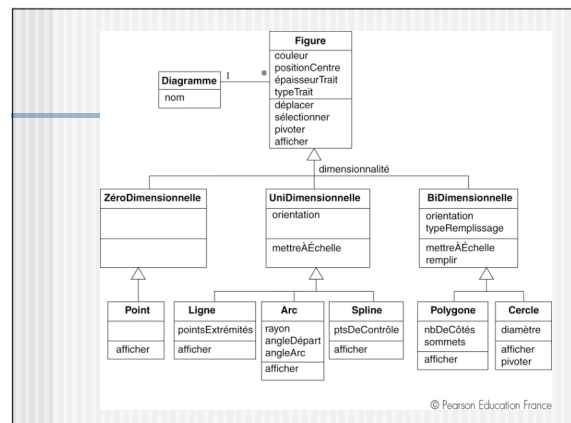 Figure
couleur
positionCentre
épaisseurTrait
typeTrait
déplacer
sélectionner
pivoter
afficher
Diagramme
nom
1
*
dimensionnalité
ZéroDimensionnelle
UniDimensionnelle
orientation
mettreÀÉchelle
BiDimensionnelle
orientation
typeRemplissage
mettreÀÉchelle
remplir
Point
afficher
Ligne
pointsExtrémités
afficher
Arc
rayon
angleDépart
angleArc
afficher
Spline
ptsDeContrôle
afficher
Polygone
nbDeCôtés
sommets
afficher
Cercle
diamètre
afficher
pivoter
© Pearson Education France